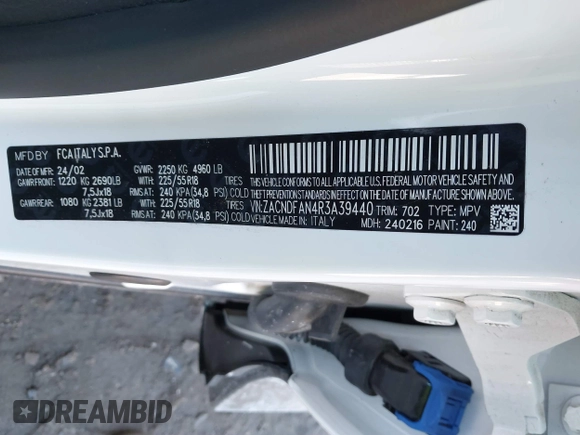 MFD BY FCA ITALY S.P.A.
DATE OF MFR: 24/02 GVWR: 2250 KG 4960 LB
GAWR FRONT: 1220 KG 2690 LB WITH 225/55R18 TIRES
7,5Jx18 RIMS AT 240 KPA (34,8 PSI) COLD
GAWR REAR: 1080 KG 2381 LB WITH 225/55R18 TIRES
7,5Jx18 RIMS AT 240 KPA (34,8 PSI) COLD
THIS VEHICLE CONFORMS TO ALL APPLICABLE U.S. FEDERAL MOTOR VEHICLE SAFETY
AND THEFT PREVENTION STANDARDS IN EFFECT ON THE DATE OF MANUFACTURE SHOWN ABOVE
VIN: ZACNDFAN4R3A39440 TRIM: 702 TYPE: MPV
VEHICLE MADE IN: ITALY MDH: 240216 PAINT: 240
DREAMBID